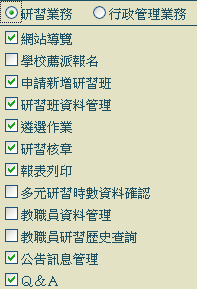 研習業務 行政管理業務
網站導覽
學校薦派報名
申請新增研習班
研習班資料管理
遴選作業
研習核章
報表列印
多元研習時數資料確認
教職員資料管理
教職員研習歷史查詢
公告訊息管理
Ｑ＆Ａ